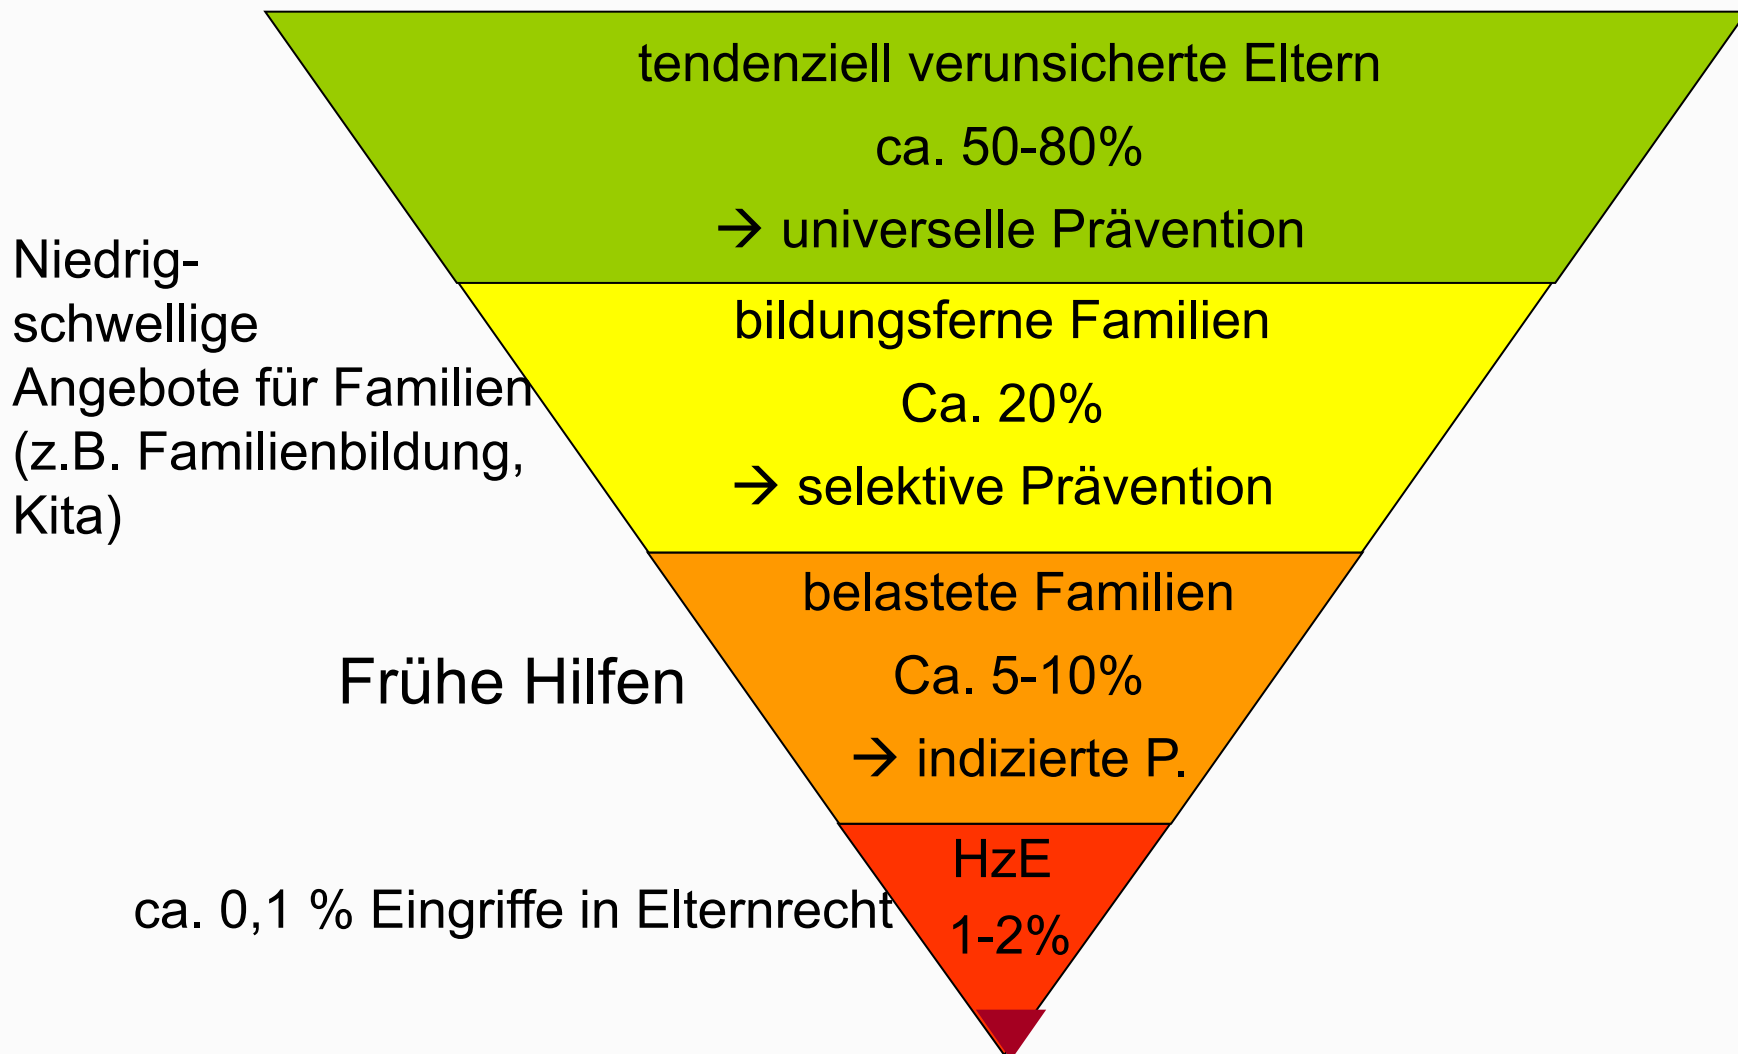 tendenziell verunsicherte Eltern
ca. 50-80%
→ universelle Prävention
Niedrig-
schwellige
Angebote für Familien
(z.B. Familienbildung,
Kita)
bildungsferne Familien
Ca. 20%
→ selektive Prävention
belastete Familien
Ca. 5-10%
→ indizierte P.
Frühe Hilfen
HzE
1-2%
ca. 0,1 % Eingriffe in Elternrecht